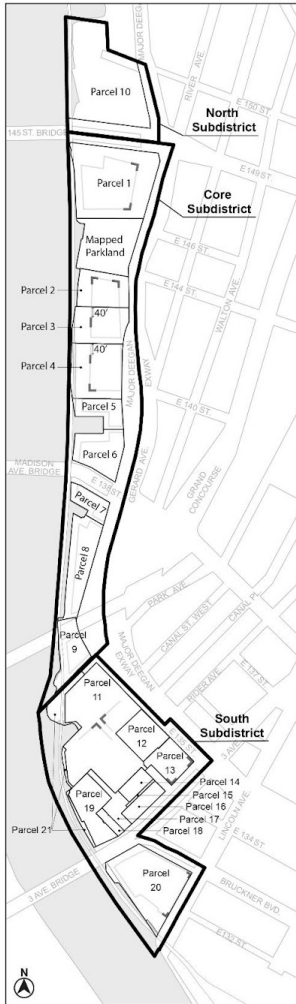 MAJOR DEEGAN
RIVER AVE
Parcel 10
E 150 ST
North
Subdistrict
145 ST. BRIDGE
E 149 ST
Parcel 1
Core
Subdistrict
E 146 ST
Mapped
Parkland
E 144 ST
WALTON AVE
Parcel 2
40'
Parcel 3
40'
Parcel 4
MAJOR DEEGAN
EXWAY
E 140 ST
Parcel 5
Parcel 6
MADISON
AVE. BRIDGE
E 138 ST
GERARD AVE
GRAND
CONCOURSE
Parcel 7
Parcel 8
PARK AVE
CANAL PL
CANAL ST. WEST
Parcel
9
MAJOR DEEGAN
EXWAY
RIDER AVE
E 137 ST
Parcel
11
South
Subdistrict
E 135 ST
3 AVE
Parcel
12
Parcel
13
Parcel 14
Parcel 15
Parcel
19
Parcel 16
Parcel 17
Parcel 18
LINCOLN AVE
E 134 ST
Parcel 21
Parcel
20
3 AVE. BRIDGE
BRUCKNER BVD.
E 132 ST
N